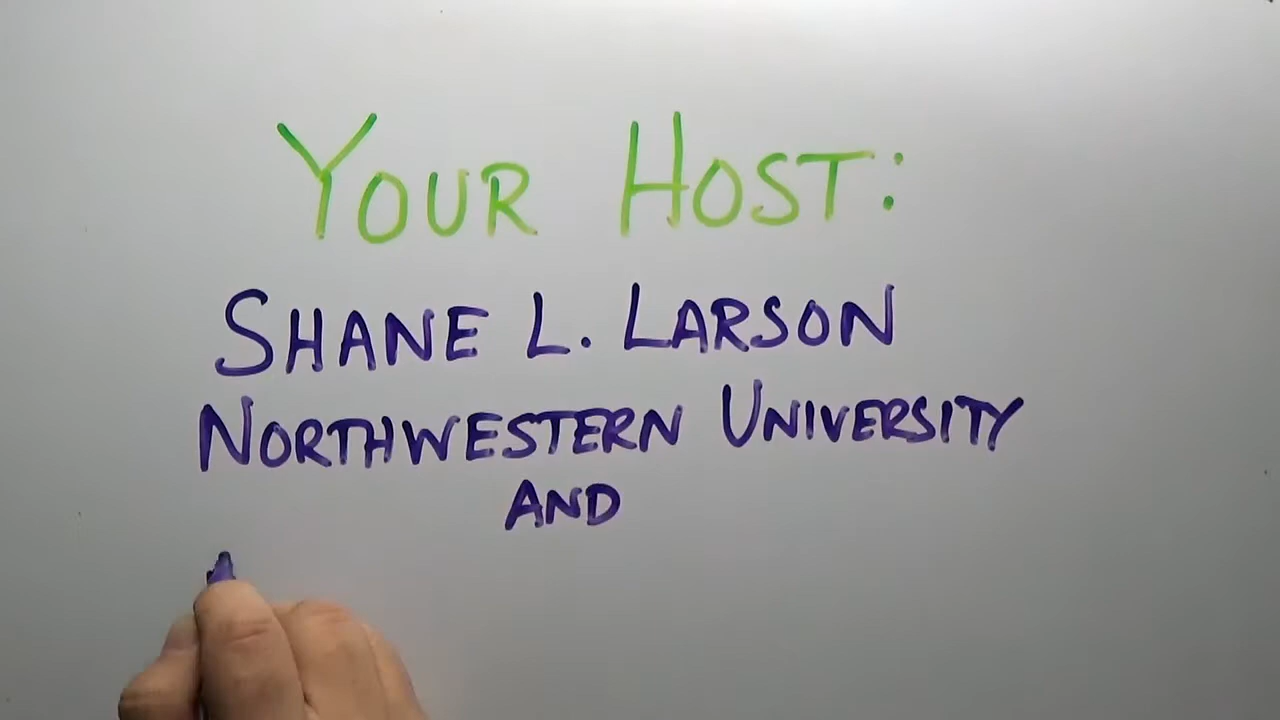 YOUR HOST:
SHANE L. LARSON
NORTHWESTERN UNIVERSITY
AND